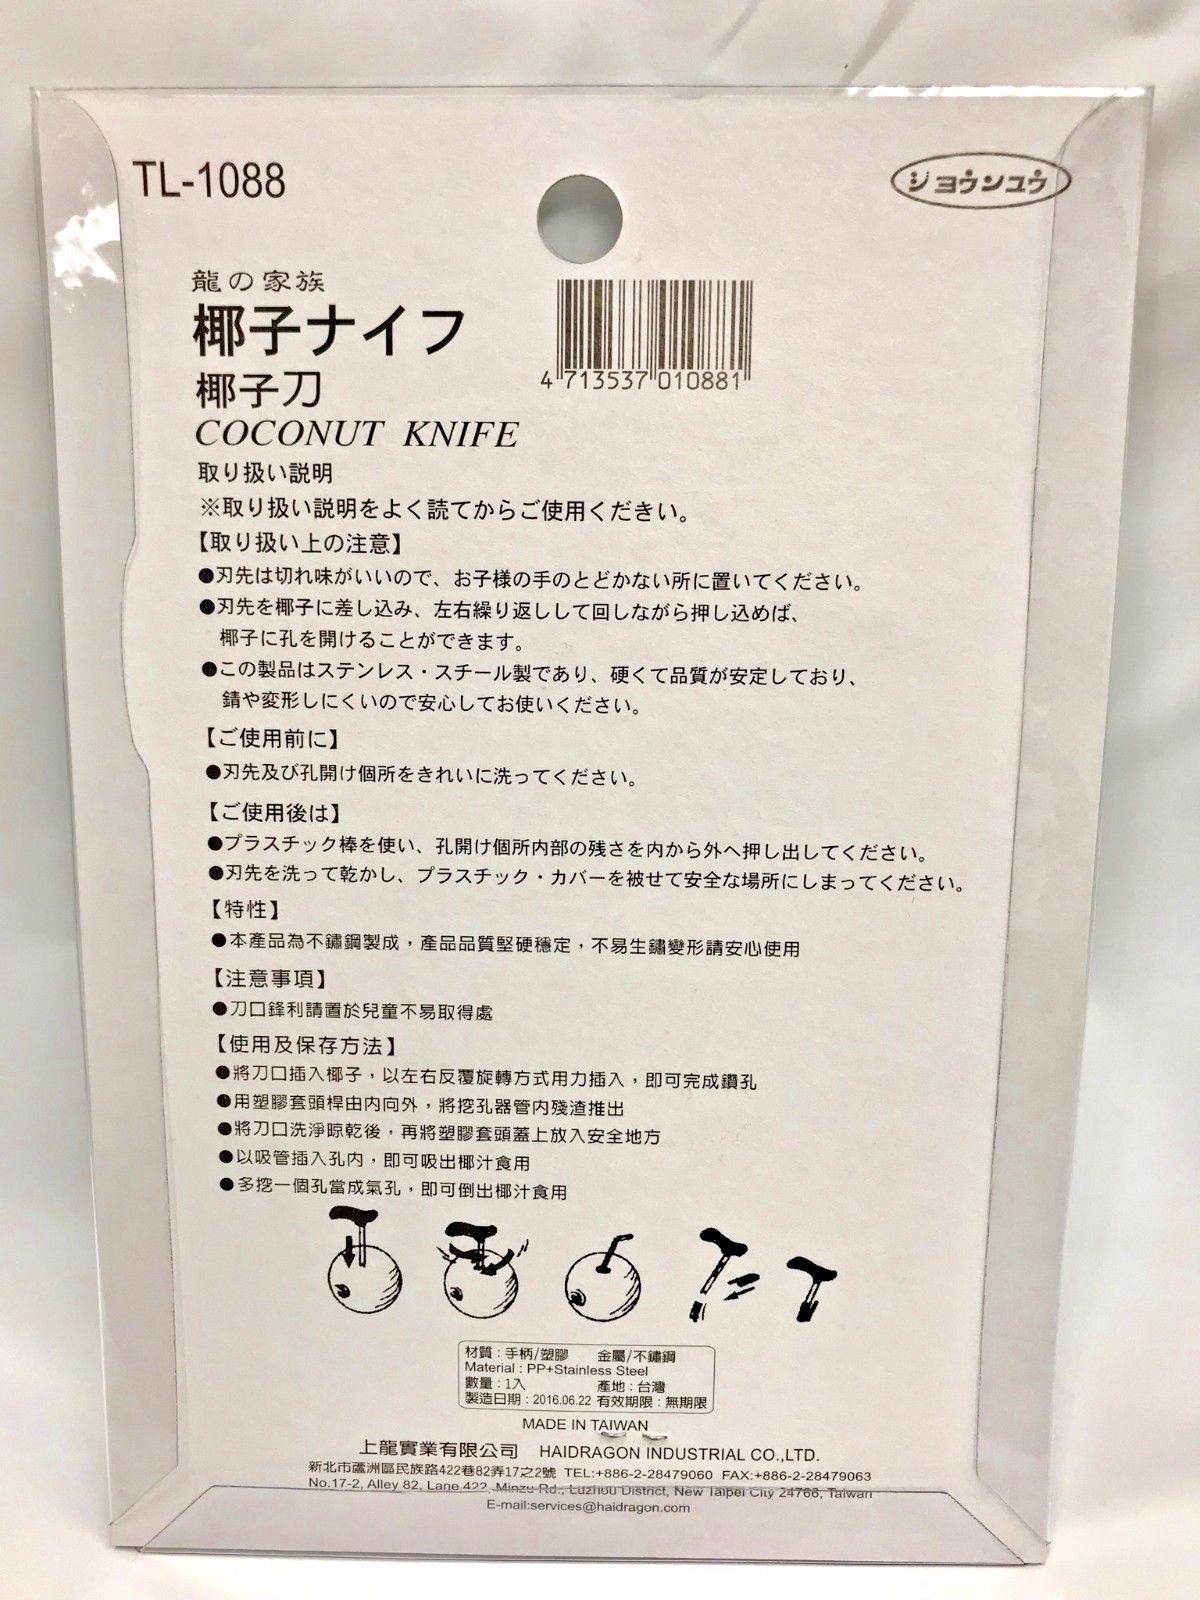 TL-1088
ジョウンユウ
龍の家族
椰子ナイフ
4 713537 010881
椰子刀
COCONUT KNIFE
取り扱い説明
※取り扱い説明をよく読てからご使用くだきい。
【取り扱い上の注意】
●刃先は切れ味がいいので、お子様の手のとどかない所に置いてください。
●刃先を椰子に差し込み、左右繰り返しして回しながら押し込めば、
椰子に孔を開けることができます。
●この製品はステンレス・スチール製であり、硬くて品質が安定しており、
錆や変形しにくいので安心してお使いください。
【ご使用前に】
●刃先及び孔開け個所をきれいに洗ってください。
【ご使用後は】
●プラスチック棒を使い、孔開け個所内部の残さを内から外へ押し出してください。
●刃先を洗って乾かし、プラスチック・カバーを被せて安全な場所にしまってください。
【特性】
●本產品為不鏽鋼製成，產品品質堅硬穩定，不易生鏽變形請安心使用
【注意事項】
●刀口鋒利請置於兒童不易取得處
【使用及保存方法】
●將刀口插入椰子，以左右反覆旋轉方式用力插入，即可完成鑽孔
●用塑膠套頭桿由內向外，將挖孔器管內殘渣推出
●將刀口洗淨晾乾後，再將塑膠套頭蓋上放入安全地方
●以吸管插入孔內，即可吸出椰汁食用
●多挖一個孔當成氣孔，即可倒出椰汁食用
材質：手柄/塑膠 金屬/不鏽鋼
Material : PP+Stainless Steel
數量：1入 產地：台灣
製造日期：2016.06.22 有效期限：無期限
MADE IN TAIWAN
上龍實業有限公司 HAIDRAGON INDUSTRIAL CO.,LTD.
新北市蘆洲區民族路422巷82弄17之2號 TEL:+886-2-28479060 FAX:+886-2-28479063
No.17-2, Alley 82, Lane 422, Minzu Rd., Luzhou District, New Taipei City 24766, Taiwan
E-mail:services@haidragon.com